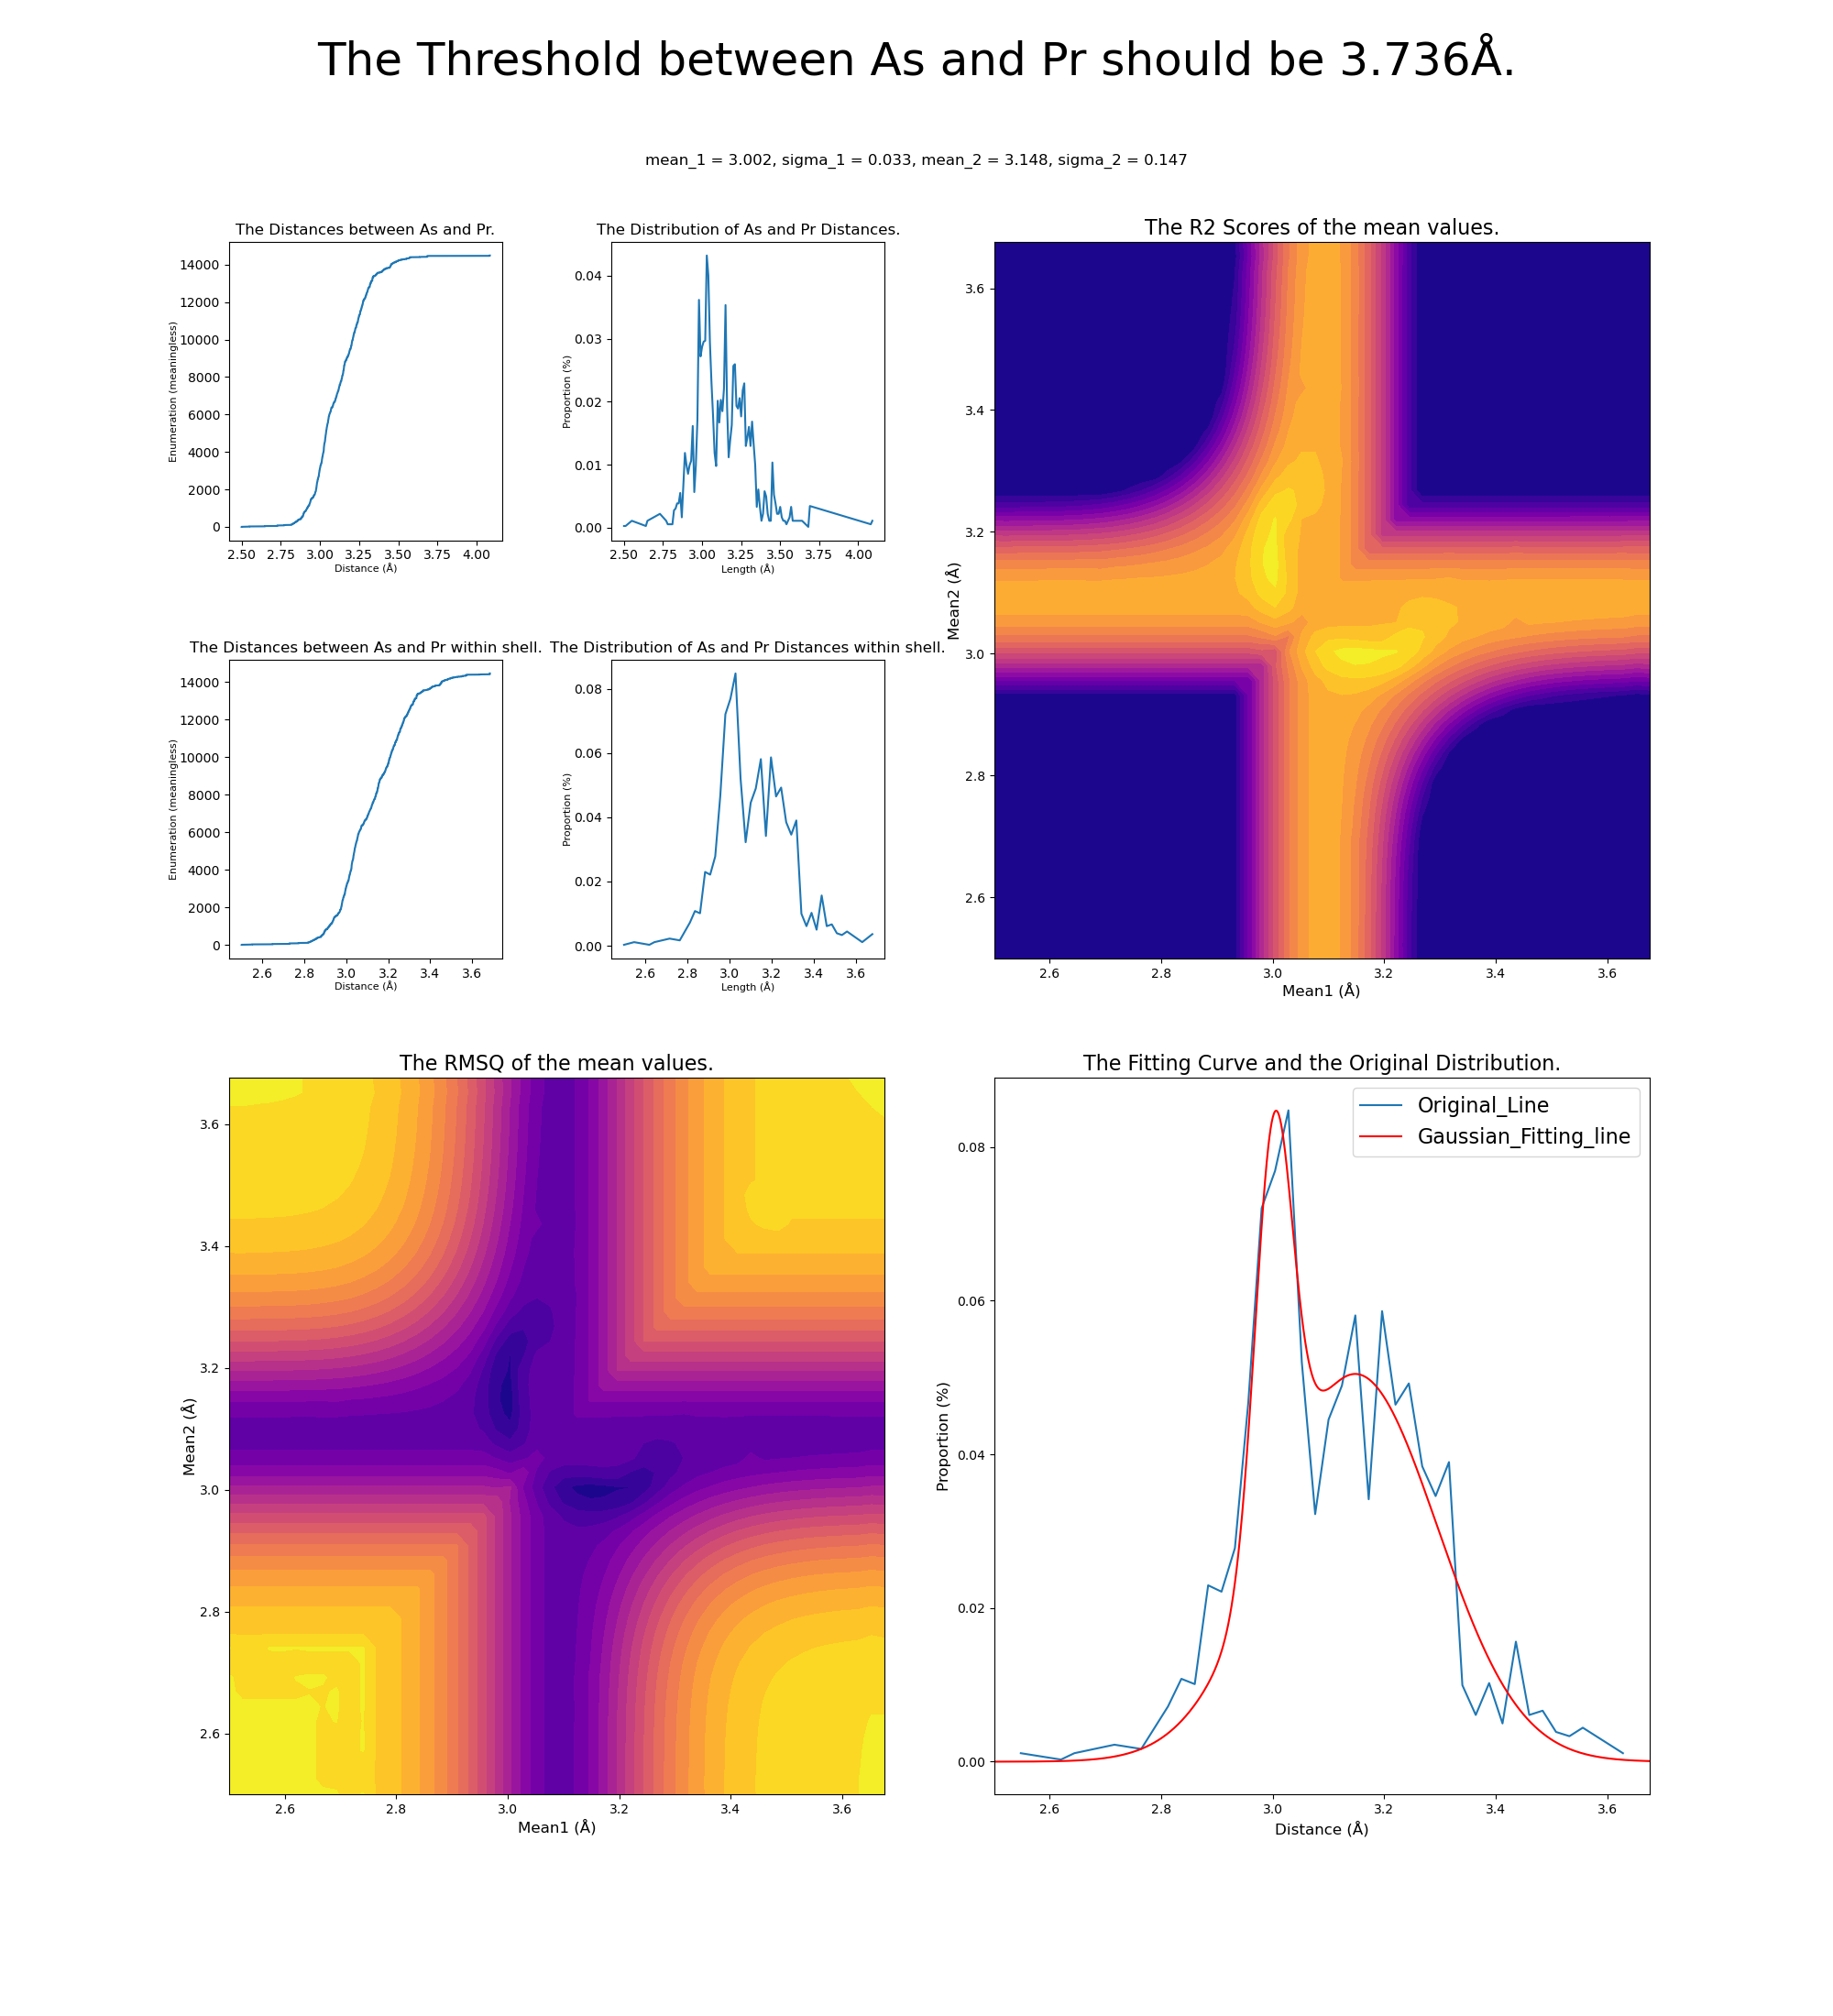 The Threshold between As and Pr should be 3.736Å.
mean_1 = 3.002, sigma_1 = 0.033, mean_2 = 3.148, sigma_2 = 0.147
The Distances between As and Pr.
Enumeration (meaningless)
14000
12000
10000
8000
6000
4000
2000
0
2.50 2.75 3.00 3.25 3.50 3.75 4.00
Distance (Å)
The Distribution of As and Pr Distances.
Proportion (%)
0.04
0.03
0.02
0.01
0.00
2.50 2.75 3.00 3.25 3.50 3.75 4.00
Length (Å)
The R2 Scores of the mean values.
Mean2 (Å)
3.6
3.4
3.2
3.0
2.8
2.6
2.6 2.8 3.0 3.2 3.4 3.6
Mean1 (Å)
The Distances between As and Pr within shell.
Enumeration (meaningless)
14000
12000
10000
8000
6000
4000
2000
0
2.6 2.8 3.0 3.2 3.4 3.6
Distance (Å)
The Distribution of As and Pr Distances within shell.
Proportion (%)
0.08
0.06
0.04
0.02
0.00
2.6 2.8 3.0 3.2 3.4 3.6
Length (Å)
The RMSQ of the mean values.
Mean2 (Å)
3.6
3.4
3.2
3.0
2.8
2.6
2.6 2.8 3.0 3.2 3.4 3.6
Mean1 (Å)
The Fitting Curve and the Original Distribution.
Original_Line
Gaussian_Fitting_line
Proportion (%)
0.08
0.06
0.04
0.02
0.00
2.6 2.8 3.0 3.2 3.4 3.6
Distance (Å)